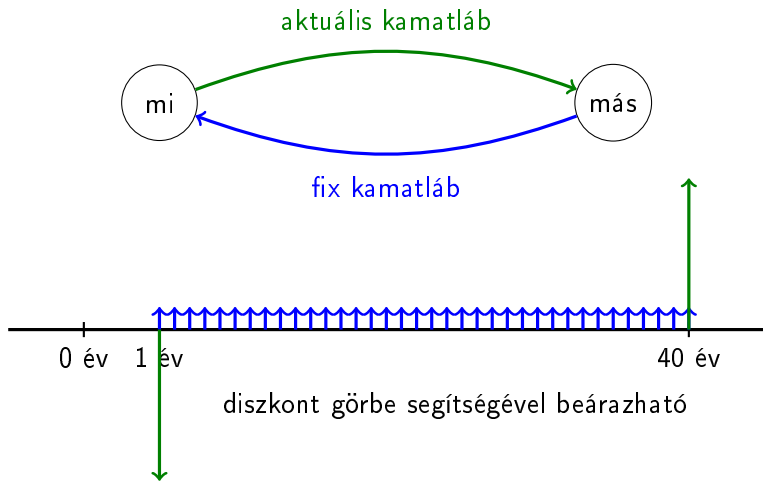 aktuális kamatláb
mi
más
fix kamatláb
0 év
1 év
40 év
diszkont görbe segítségével beárazható